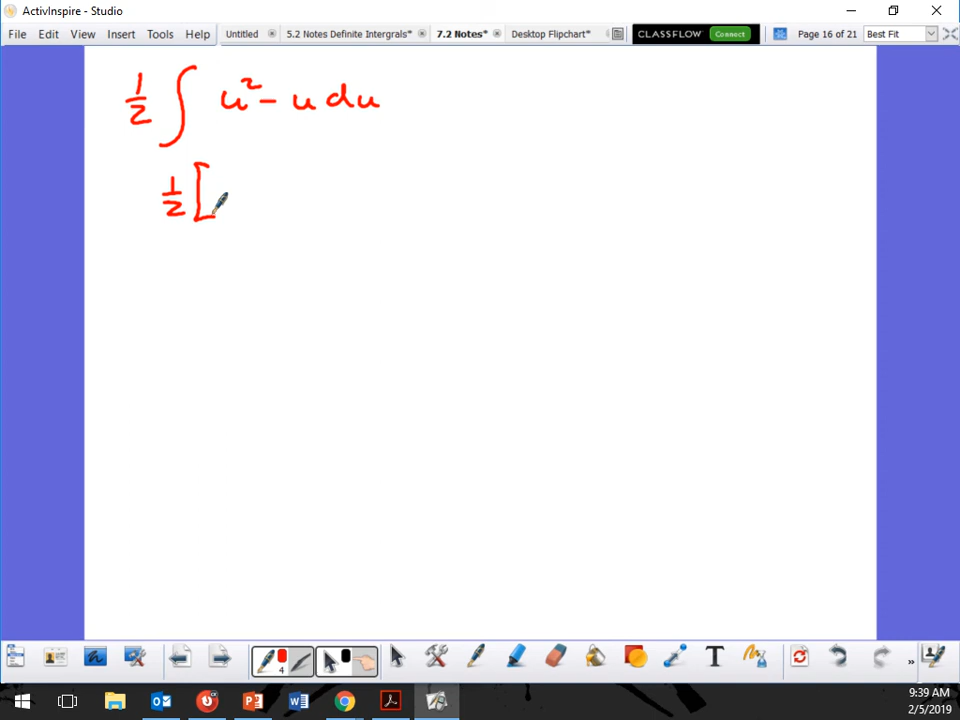 ActivInspire - Studio
File Edit View Insert Tools Help Untitled 5.2 Notes Definite Intergrals* 7.2 Notes* Desktop Flipchart* CLASSFLOW Connect Page 16 of 21 Best Fit
1/2 ∫ u² - u du
1/2 [
4
T
»
9:39 AM
2/5/2019